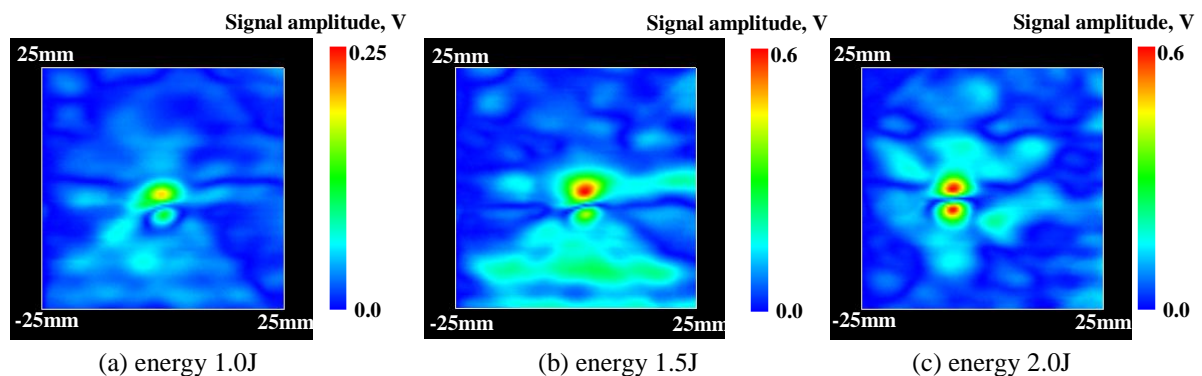 Signal amplitude, V
25mm
0.25
0.0
-25mm
25mm
(a) energy 1.0J
Signal amplitude, V
25mm
0.6
0.0
-25mm
25mm
(b) energy 1.5J
Signal amplitude, V
25mm
0.6
0.0
-25mm
25mm
(c) energy 2.0J